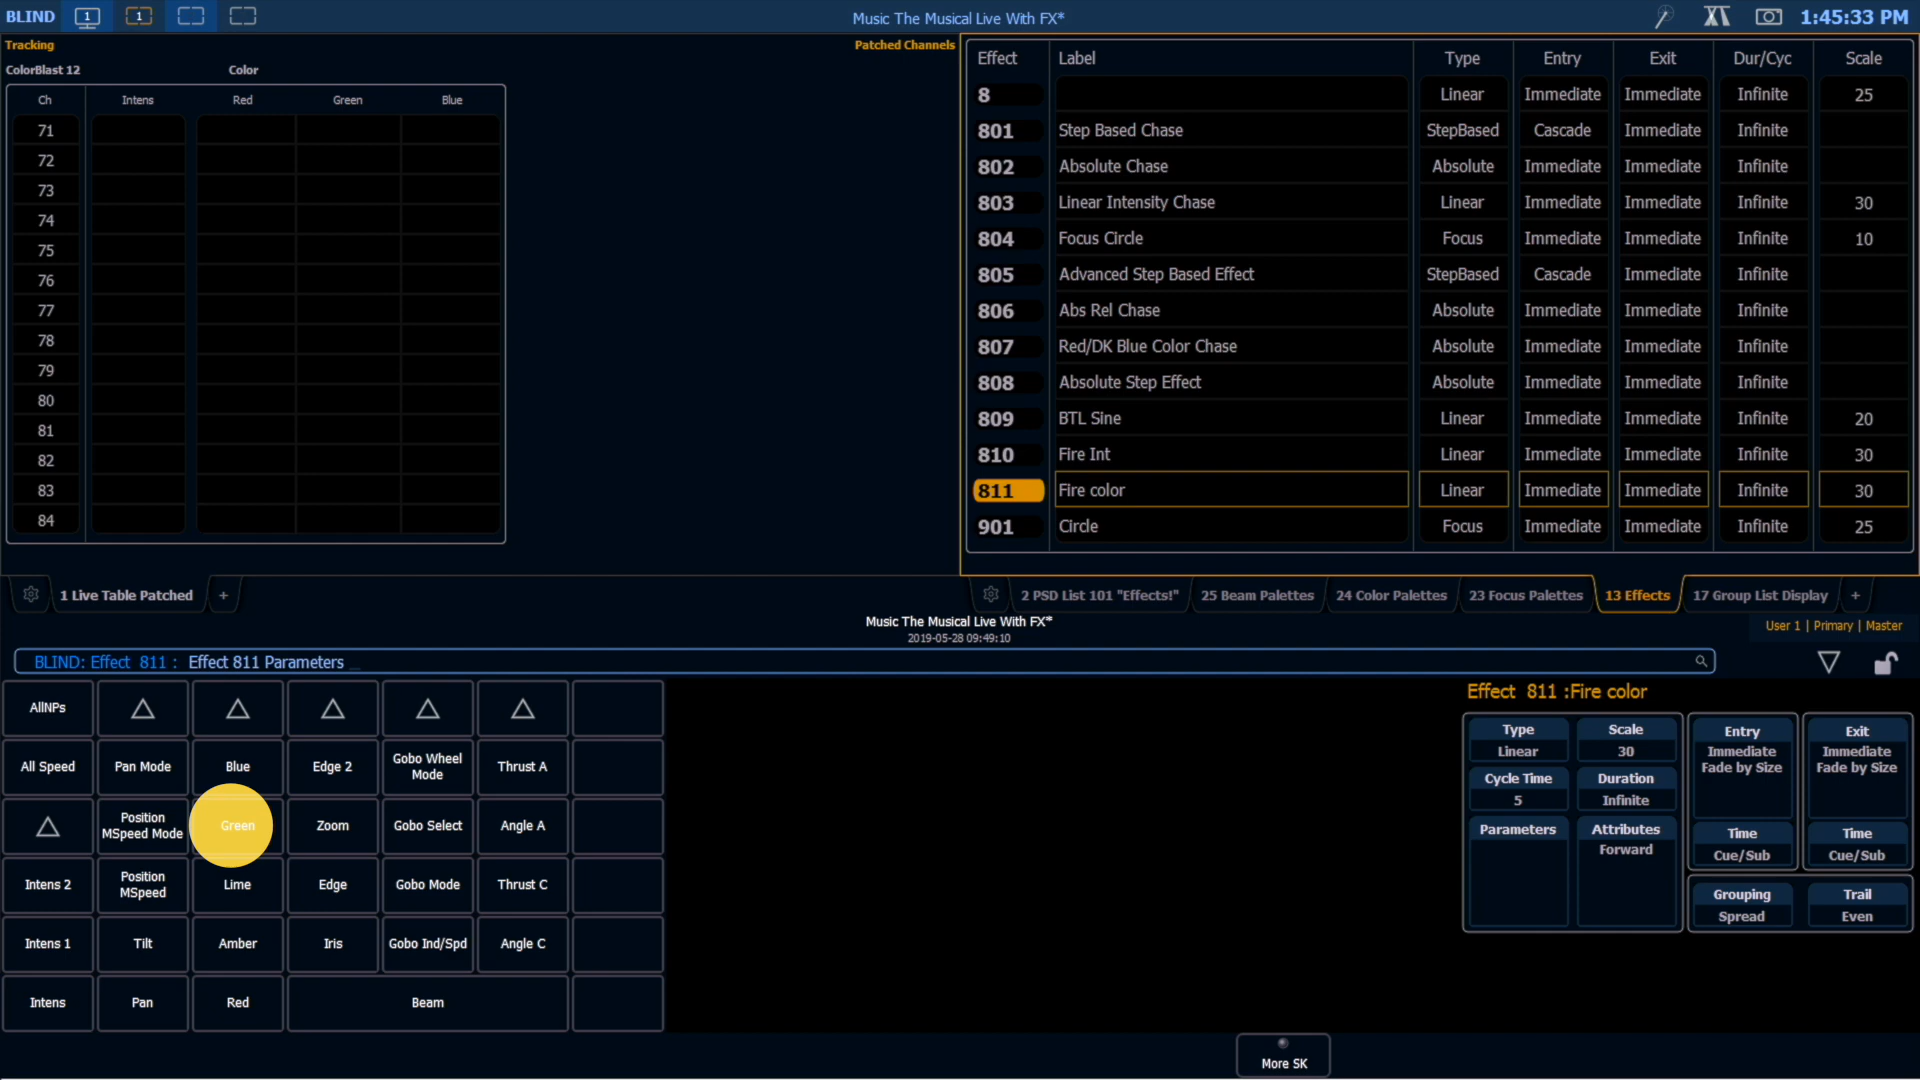 BLIND 1 1 Music The Musical Live With FX* 1:45:33 PM
Tracking Patched Channels
ColorBlast 12 Color
Ch Intens Red Green Blue
71
72
73
74
75
76
77
78
79
80
81
82
83
84
Effect Label Type Entry Exit Dur/Cyc Scale
8 Linear Immediate Immediate Infinite 25
801 Step Based Chase StepBased Cascade Immediate Infinite
802 Absolute Chase Absolute Immediate Immediate Infinite
803 Linear Intensity Chase Linear Immediate Immediate Infinite 30
804 Focus Circle Focus Immediate Immediate Infinite 10
805 Advanced Step Based Effect StepBased Cascade Immediate Infinite
806 Abs Rel Chase Absolute Immediate Immediate Infinite
807 Red/DK Blue Color Chase Absolute Immediate Immediate Infinite
808 Absolute Step Effect Absolute Immediate Immediate Infinite
809 BTL Sine Linear Immediate Immediate Infinite 20
810 Fire Int Linear Immediate Immediate Infinite 30
811 Fire color Linear Immediate Immediate Infinite 30
901 Circle Focus Immediate Immediate Infinite 25
1 Live Table Patched +
2 PSD List 101 "Effects!" 25 Beam Palettes 24 Color Palettes 23 Focus Palettes 13 Effects 17 Group List Display +
Music The Musical Live With FX*
2019-05-28 09:49:10
User 1 | Primary | Master
BLIND: Effect 811 : Effect 811 Parameters _
AllNPs
All Speed Pan Mode Blue Edge 2 Gobo Wheel Mode Thrust A
Position MSpeed Mode Green Zoom Gobo Select Angle A
Intens 2 Position MSpeed Lime Edge Gobo Mode Thrust C
Intens 1 Tilt Amber Iris Gobo Ind/Spd Angle C
Intens Pan Red Beam
Effect 811 :Fire color
Type Scale
Linear 30
Cycle Time Duration
5 Infinite
Parameters Attributes
Forward
Entry Exit
Immediate Immediate
Fade by Size Fade by Size
Time Time
Cue/Sub Cue/Sub
Grouping Trail
Spread Even
More SK